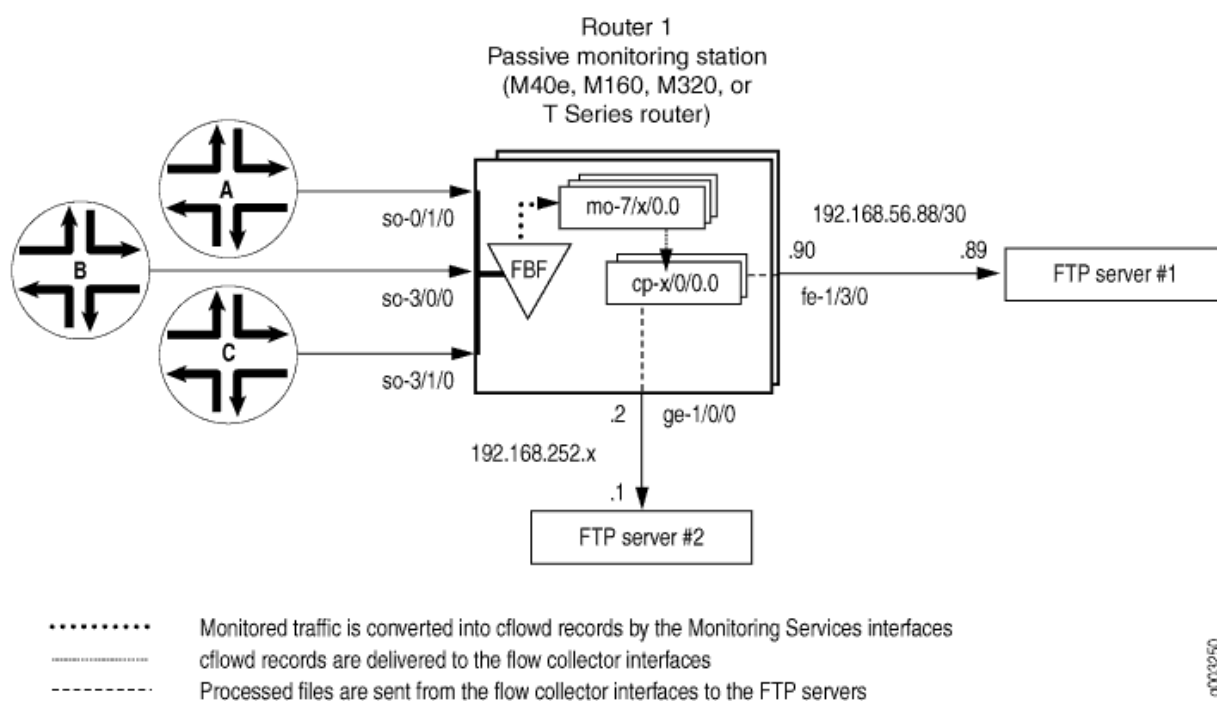 Router 1
Passive monitoring station
(M40e, M160, M320, or
T Series router)
A
so-0/1/0
B
so-3/0/0
C
so-3/1/0
FBF
mo-7/x/0.0
cp-x/0/0.0
192.168.56.88/30
.90
.89
fe-1/3/0
FTP server #1
.2
ge-1/0/0
192.168.252.x
.1
FTP server #2
Monitored traffic is converted into cflowd records by the Monitoring Services interfaces
cflowd records are delivered to the flow collector interfaces
Processed files are sent from the flow collector interfaces to the FTP servers
g003250